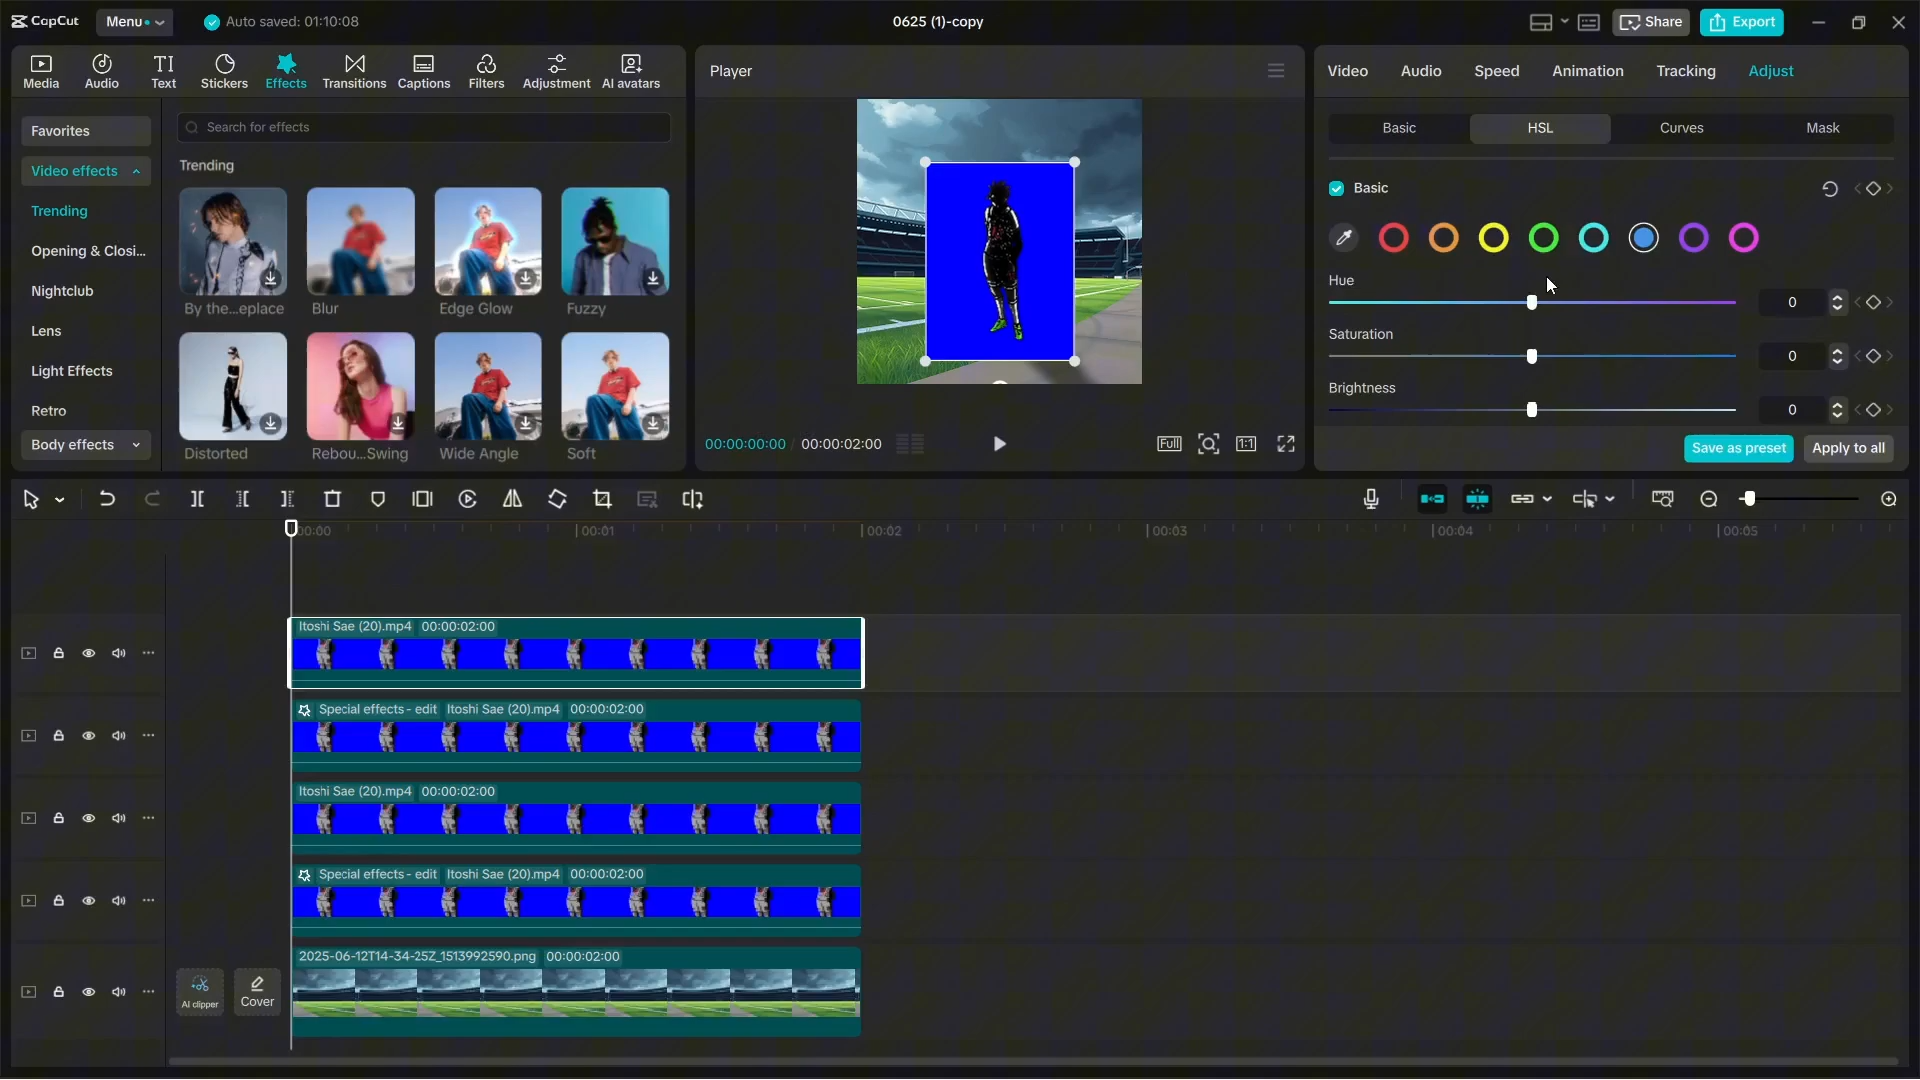 CapCut
Menu
Auto saved: 01:10:08
0625 (1)-copy
Share
Export
Media
Audio
Text
Stickers
Effects
Transitions
Captions
Filters
Adjustment
AI avatars
Favorites
Video effects
Trending
Opening & Closi...
Nightclub
Lens
Light Effects
Retro
Body effects
Search for effects
Trending
By the...eplace
Blur
Edge Glow
Fuzzy
Distorted
Rebou...Swing
Wide Angle
Soft
Player
00:00:00:00 / 00:00:02:00
Full
1:1
Video
Audio
Speed
Animation
Tracking
Adjust
Basic
HSL
Curves
Mask
Basic
Hue
0
Saturation
0
Brightness
0
Save as preset
Apply to all
00:00
00:01
00:02
00:03
00:04
00:05
Itoshi Sae (20).mp4 00:00:02:00
Special effects - edit Itoshi Sae (20).mp4 00:00:02:00
Itoshi Sae (20).mp4 00:00:02:00
Special effects - edit Itoshi Sae (20).mp4 00:00:02:00
2025-06-12T14-34-25Z_1513992590.png 00:00:02:00
AI clipper
Cover